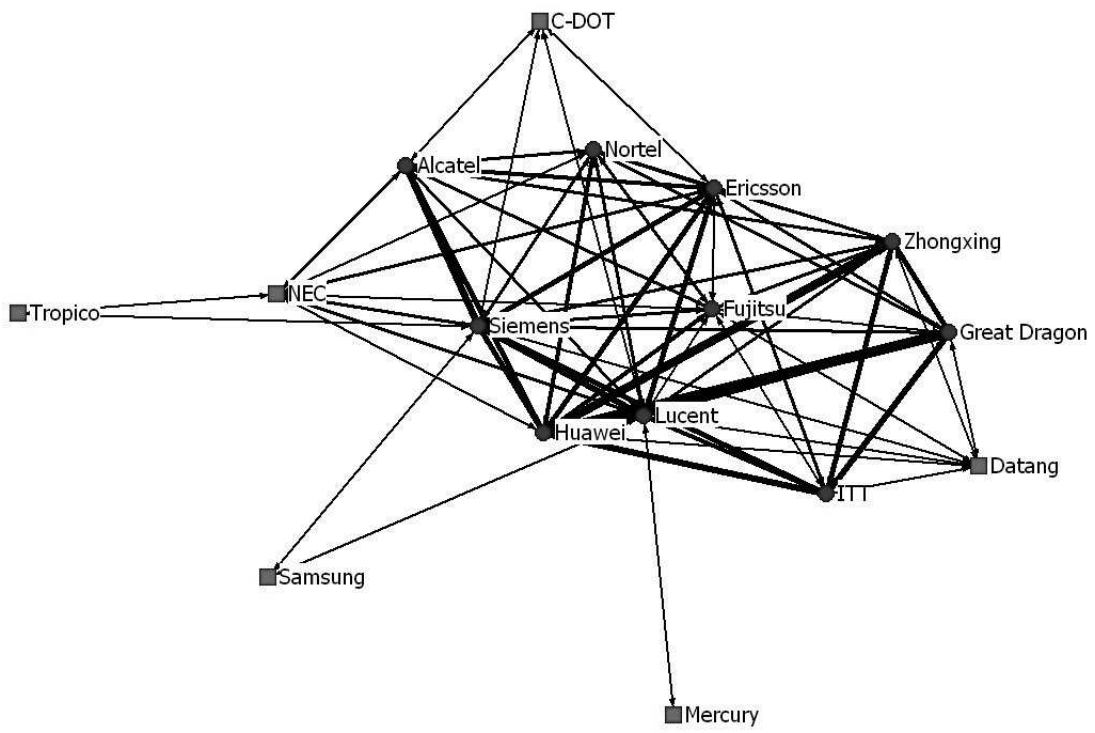 C-DOT
Nortel
Alcatel
Ericsson
Zhongxing
NEC
Tropico
Fujitsu
Siemens
Great Dragon
Lucent
Huawei
Datang
ITT
Samsung
Mercury